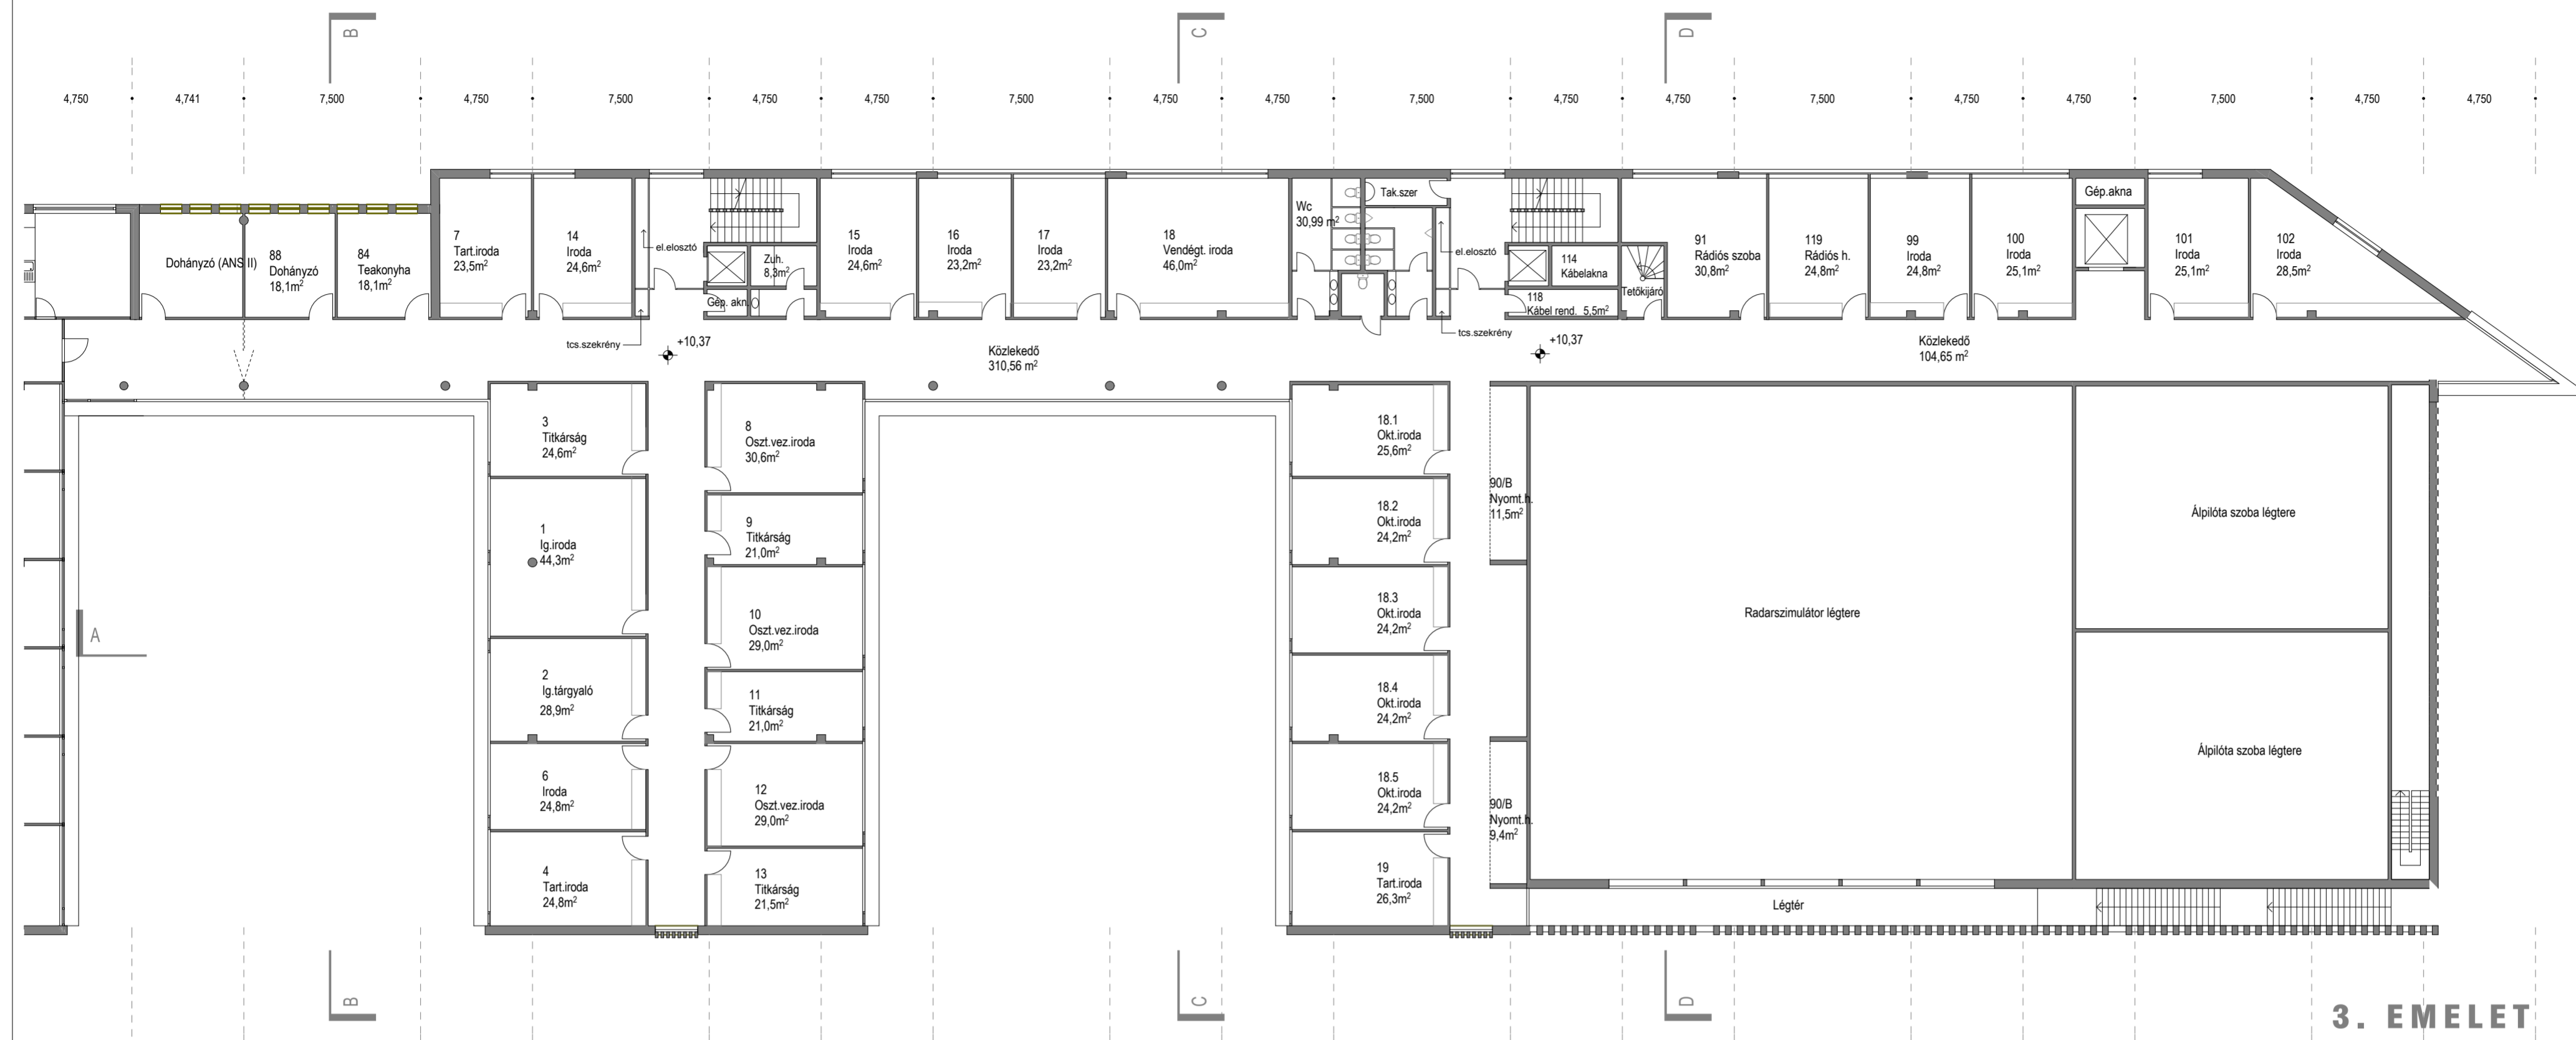 B
C
D
4,750
4,741
7,500
4,750
7,500
4,750
4,750
7,500
4,750
4,750
7,500
4,750
4,750
7,500
4,750
4,750
7,500
4,750
4,750
Dohányzó (ANS II)
88
Dohányzó
18,1m²
84
Teakonyha
18,1m²
7
Tart.iroda
23,5m²
14
Iroda
24,6m²
el.elosztó
Zuh.
8,3m²
Gép. akn.
15
Iroda
24,6m²
16
Iroda
23,2m²
17
Iroda
23,2m²
18
Vendégt. iroda
46,0m²
Wc
30,99 m²
Tak.szer
el.elosztó
114
Kábelakna
118
Kábel rend. 5,5m²
Tetőkijáró
91
Rádiós szoba
30,8m²
119
Rádiós h.
24,8m²
99
Iroda
24,8m²
100
Iroda
25,1m²
Gép.akna
101
Iroda
25,1m²
102
Iroda
28,5m²
tcs.szekrény
+10,37
Közlekedő
310,56 m²
tcs.szekrény
+10,37
Közlekedő
104,65 m²
3
Titkárság
24,6m²
1
Ig.iroda
44,3m²
2
Ig.tárgyaló
28,9m²
6
Iroda
24,8m²
4
Tart.iroda
24,8m²
8
Oszt.vez.iroda
30,6m²
9
Titkárság
21,0m²
10
Oszt.vez.iroda
29,0m²
11
Titkárság
21,0m²
12
Oszt.vez.iroda
29,0m²
13
Titkárság
21,5m²
18.1
Okt.iroda
25,6m²
18.2
Okt.iroda
24,2m²
18.3
Okt.iroda
24,2m²
18.4
Okt.iroda
24,2m²
18.5
Okt.iroda
24,2m²
19
Tart.iroda
26,3m²
90/B
Nyomt.h.
11,5m²
90/B
Nyomt.h.
9,4m²
Radarszimulátor légtere
Álpilóta szoba légtere
Álpilóta szoba légtere
Légtér
A
B
C
D
3. EMELET